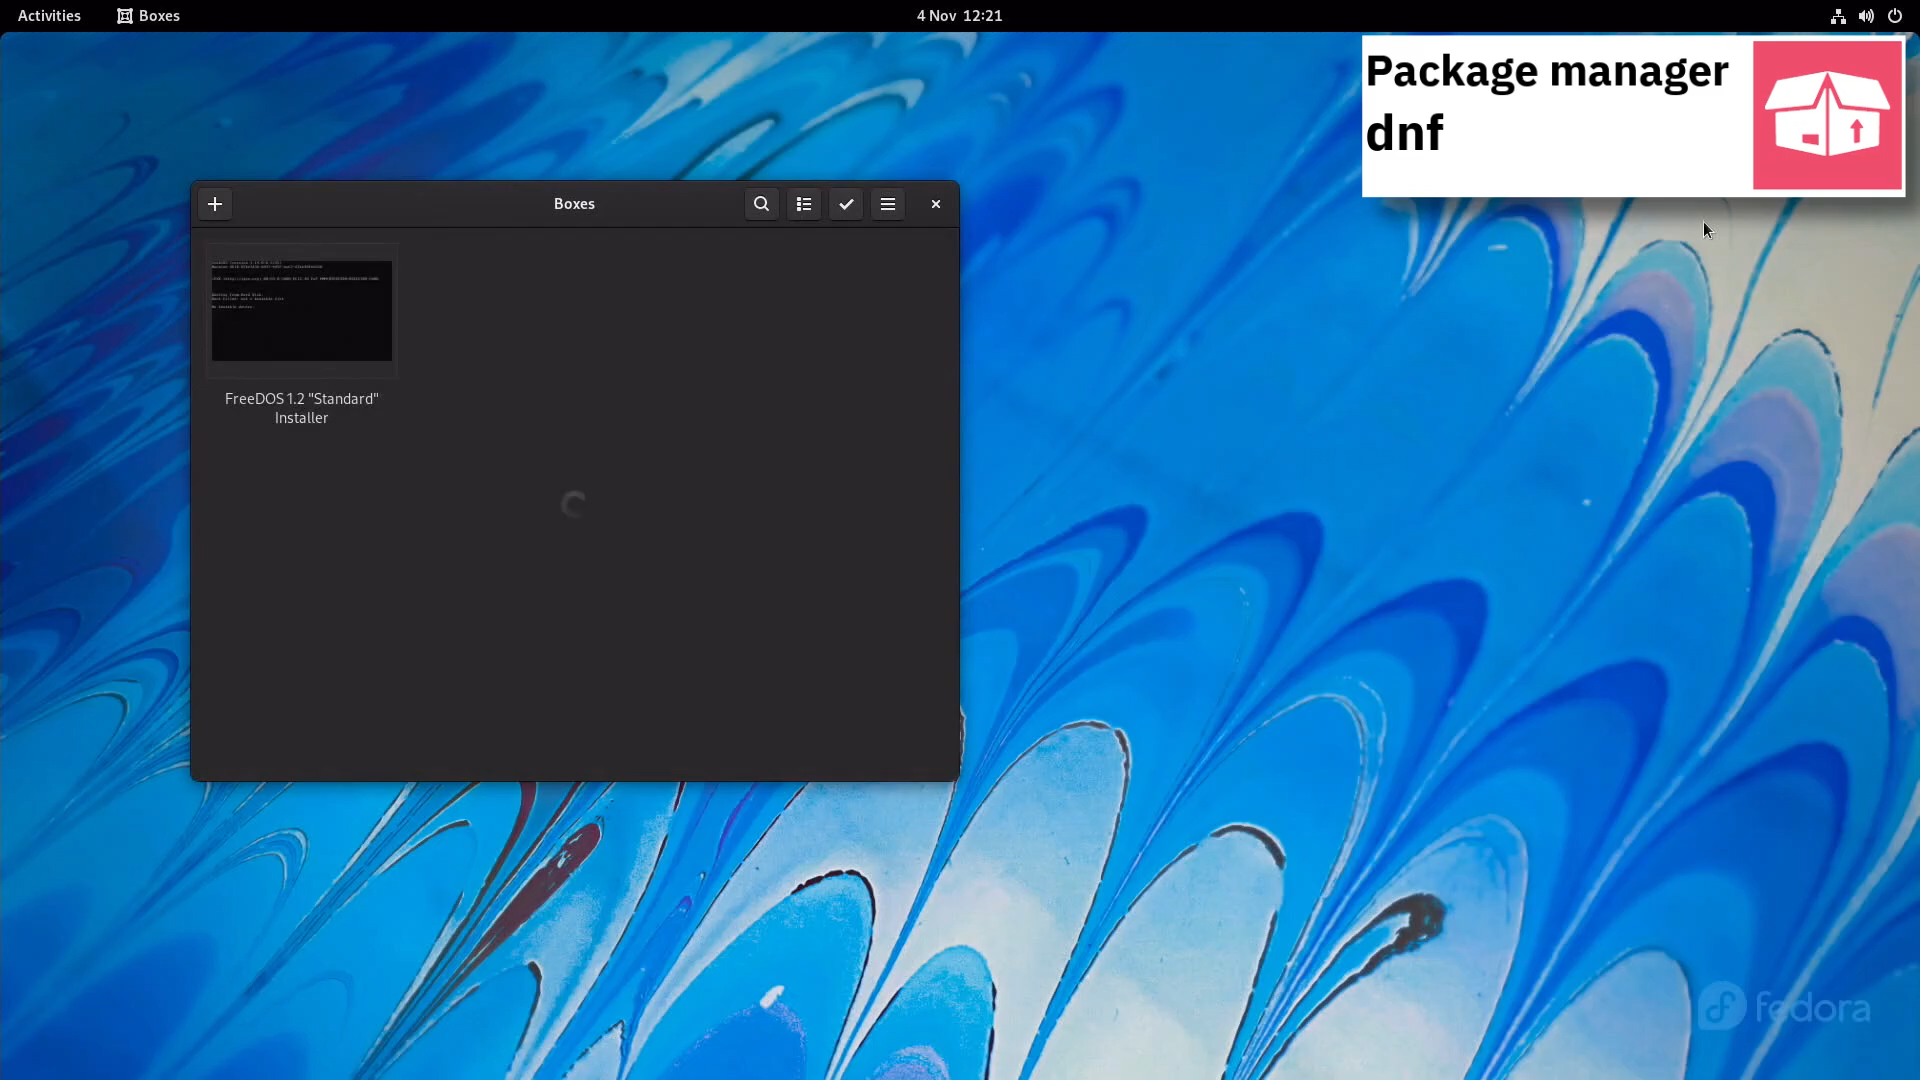 Activities
Boxes
4 Nov 12:21
Package manager
dnf
Boxes
FreeDOS 1.2 "Standard"
Installer
fedora